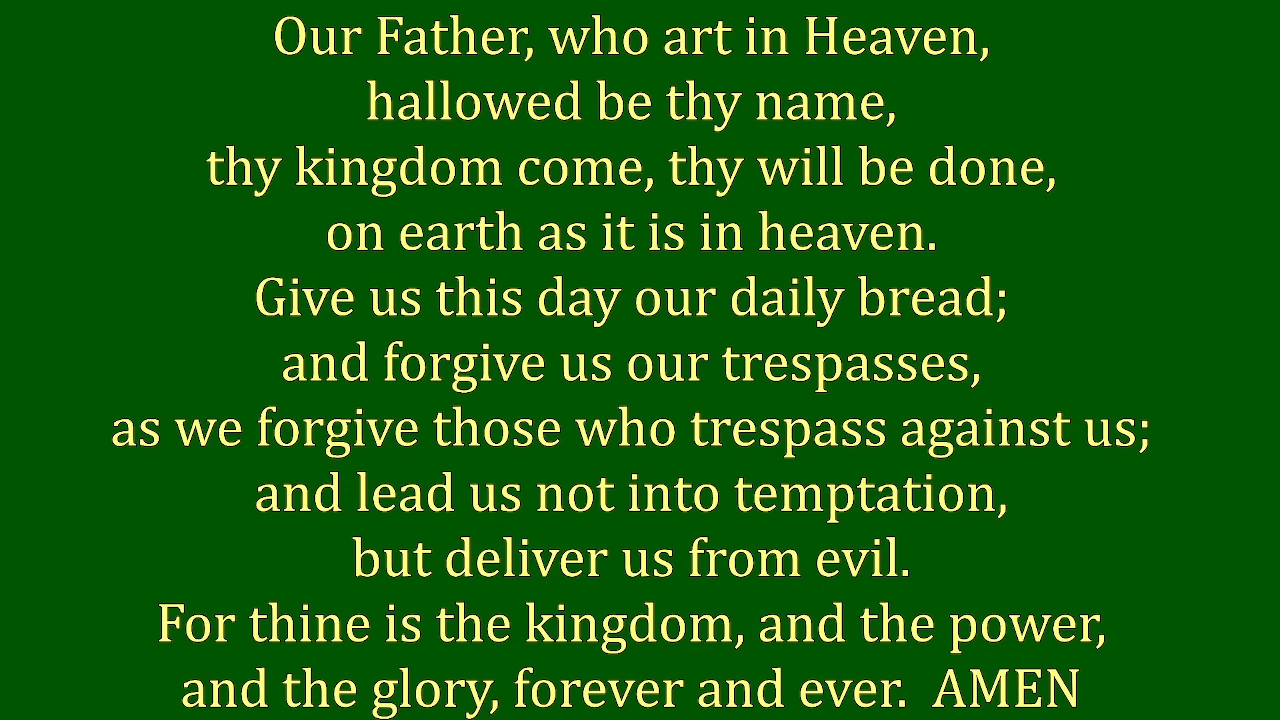 Our Father, who art in Heaven,
hallowed be thy name,
thy kingdom come, thy will be done,
on earth as it is in heaven.
Give us this day our daily bread;
and forgive us our trespasses,
as we forgive those who trespass against us;
and lead us not into temptation,
but deliver us from evil.
For thine is the kingdom, and the power,
and the glory, forever and ever.  AMEN